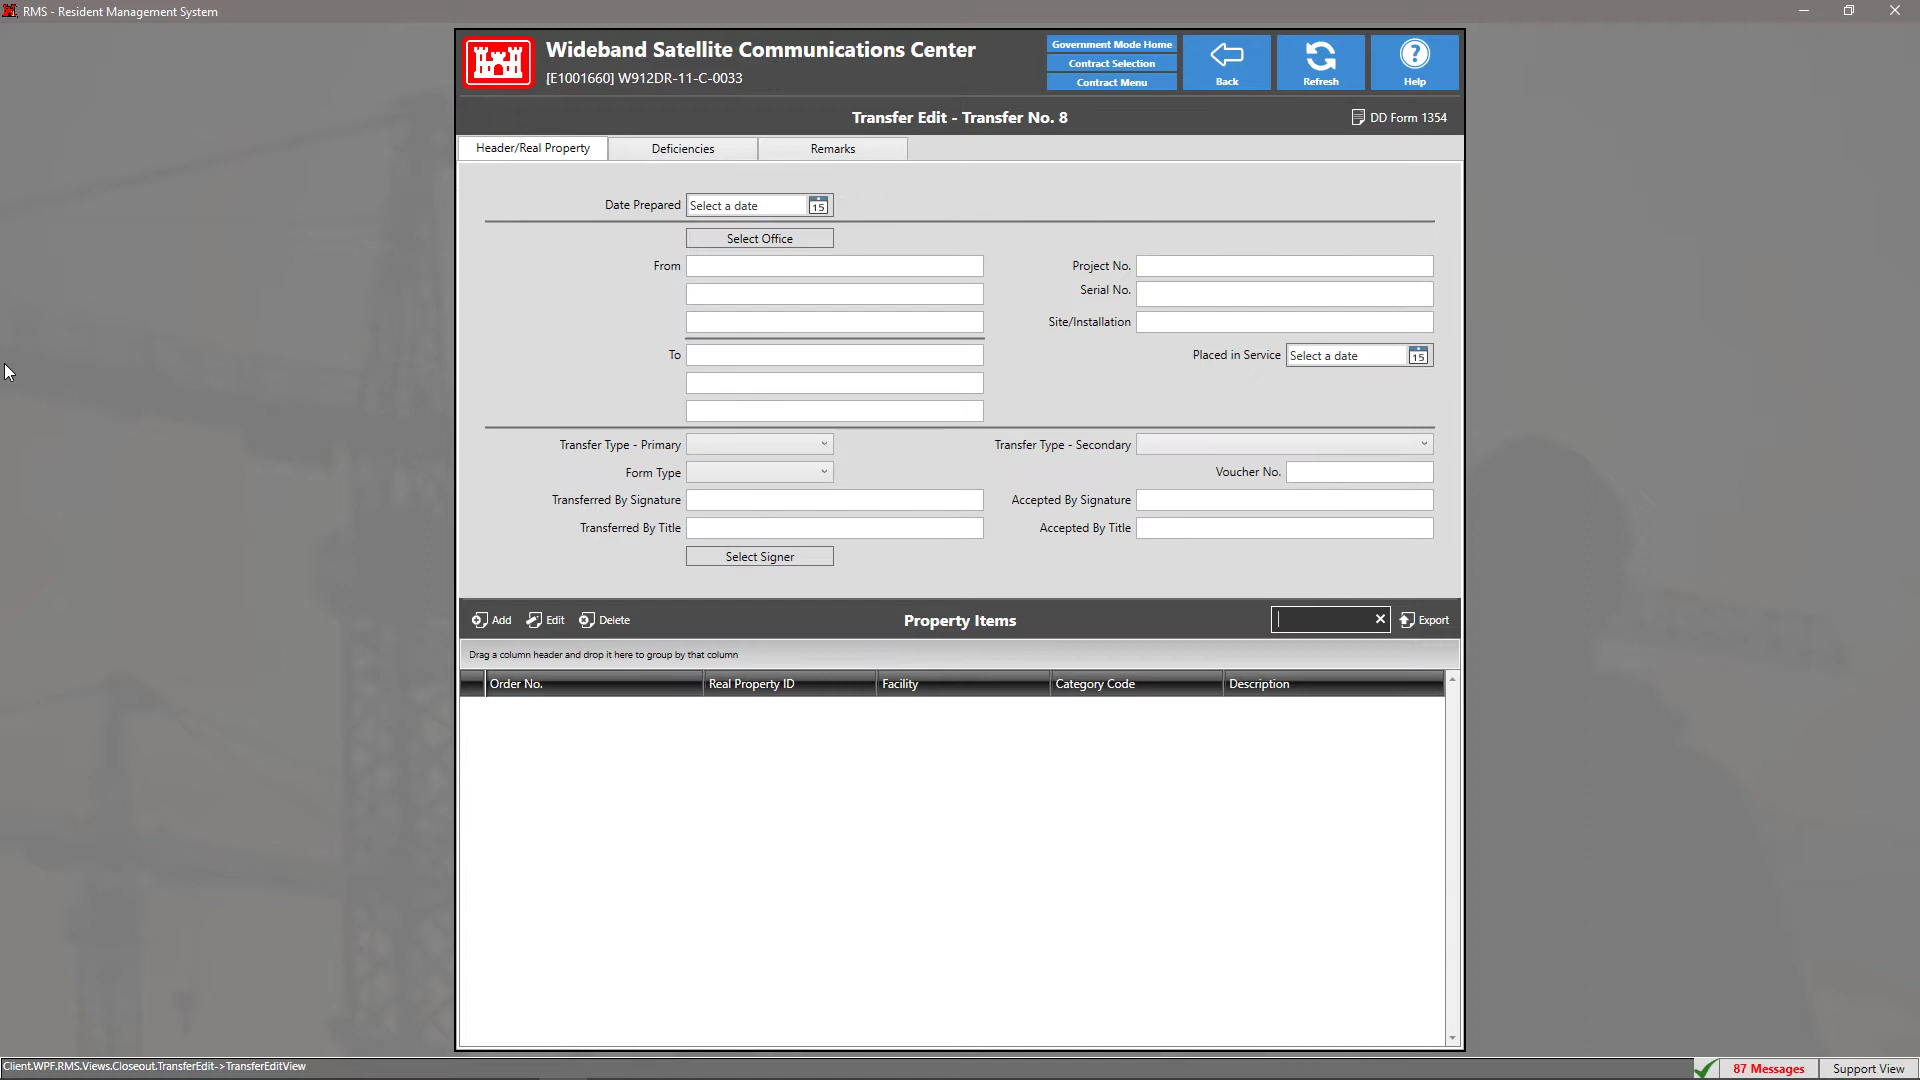 RMS - Resident Management System
Wideband Satellite Communications Center
[E1001660] W912DR-11-C-0033
Government Mode Home
Contract Selection
Contract Menu
Back
Refresh
Help
Transfer Edit - Transfer No. 8
DD Form 1354
Header/Real Property
Deficiencies
Remarks
Date Prepared
Select a date
15
Select Office
From
Project No.
Serial No.
Site/Installation
To
Placed in Service
Select a date
15
Transfer Type - Primary
Transfer Type - Secondary
Form Type
Voucher No.
Transferred By Signature
Accepted By Signature
Transferred By Title
Accepted By Title
Select Signer
Add
Edit
Delete
Property Items
Export
Drag a column header and drop it here to group by that column
Order No.
Real Property ID
Facility
Category Code
Description
Client.WPF.RMS.Views.Closeout.TransferEdit->TransferEditView
87 Messages
Support View